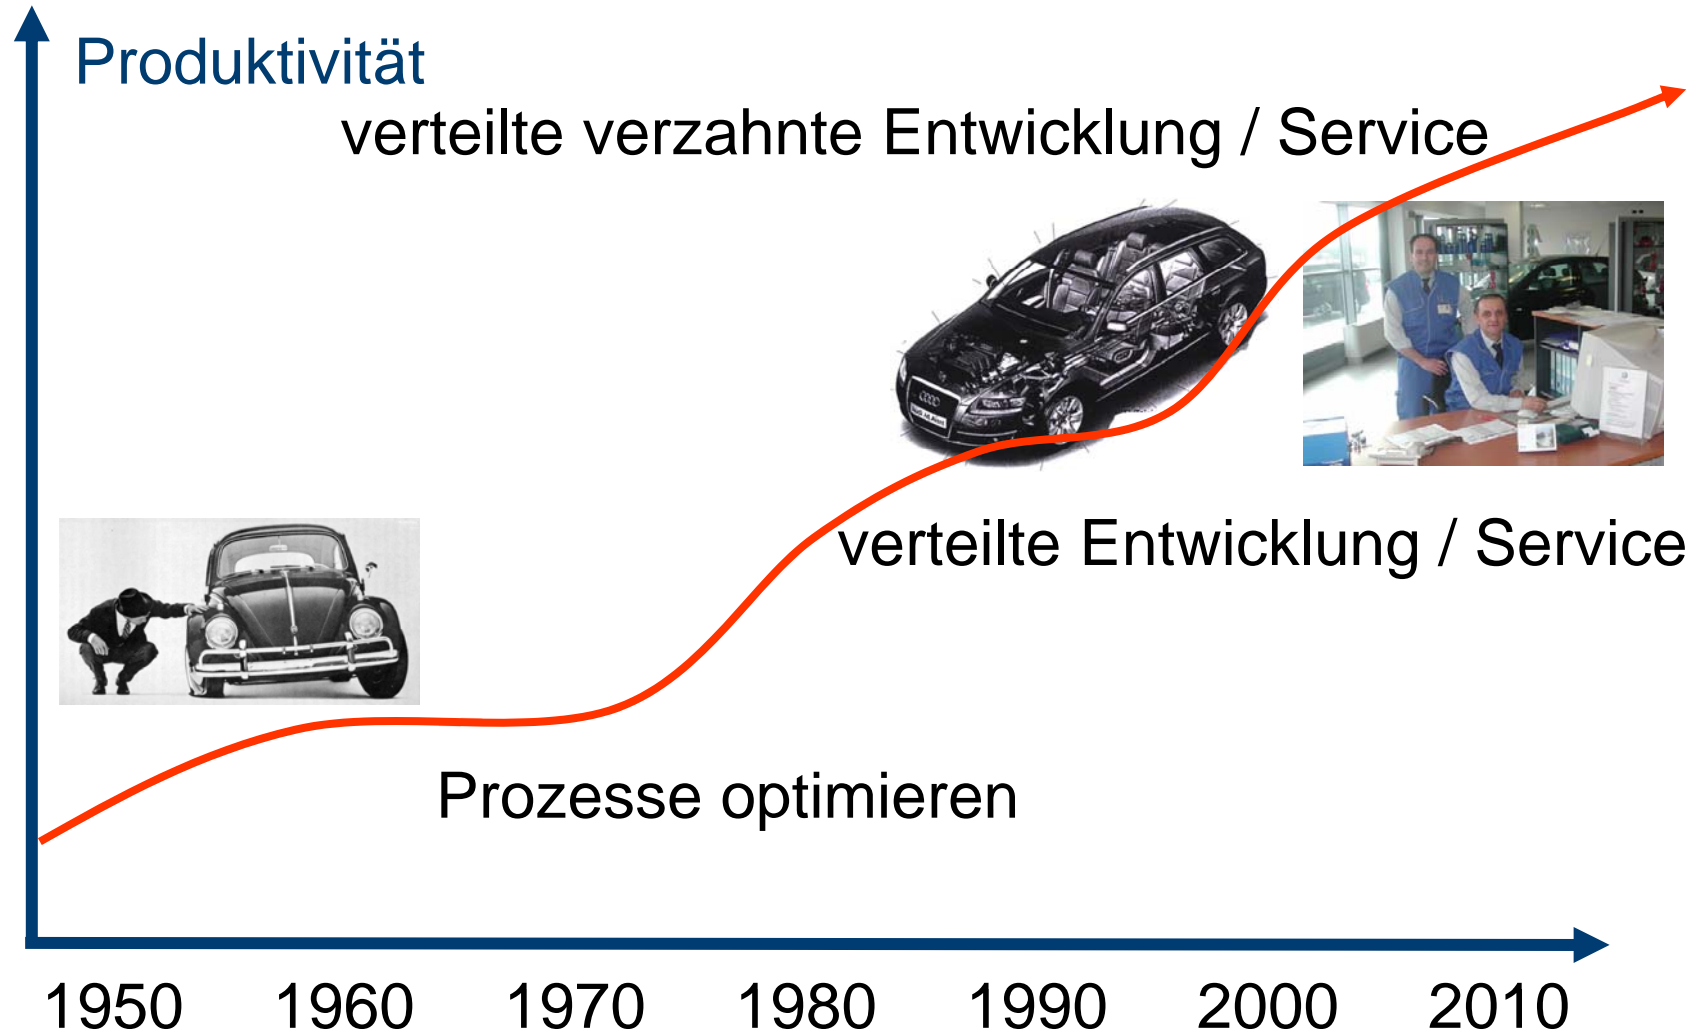 Produktivität
verteilte verzahnte Entwicklung / Service
verteilte Entwicklung / Service
Prozesse optimieren
1950 1960 1970 1980 1990 2000 2010